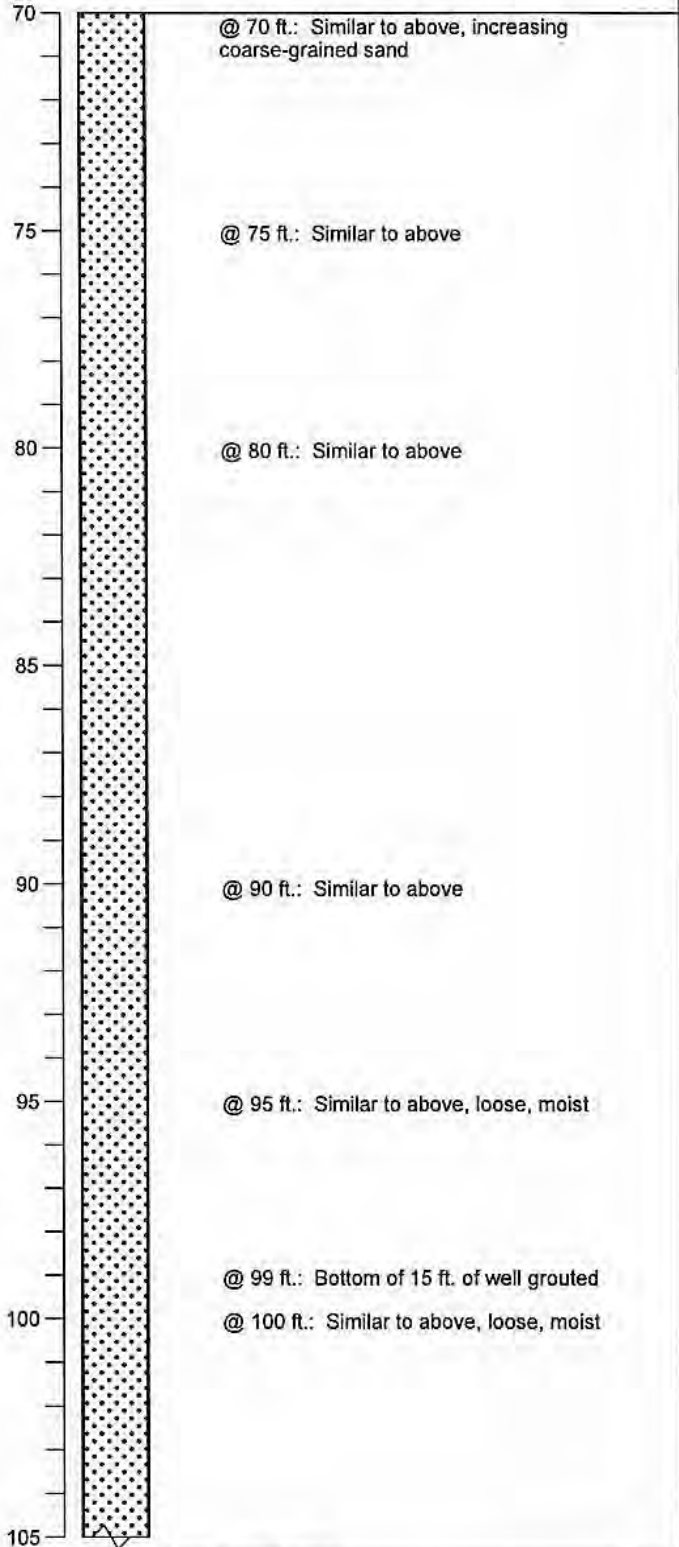 70
@ 70 ft.: Similar to above, increasing
coarse-grained sand
75
@ 75 ft.: Similar to above
80
@ 80 ft.: Similar to above
85
90
@ 90 ft.: Similar to above
95
@ 95 ft.: Similar to above, loose, moist
@ 99 ft.: Bottom of 15 ft. of well grouted
100
@ 100 ft.: Similar to above, loose, moist
105